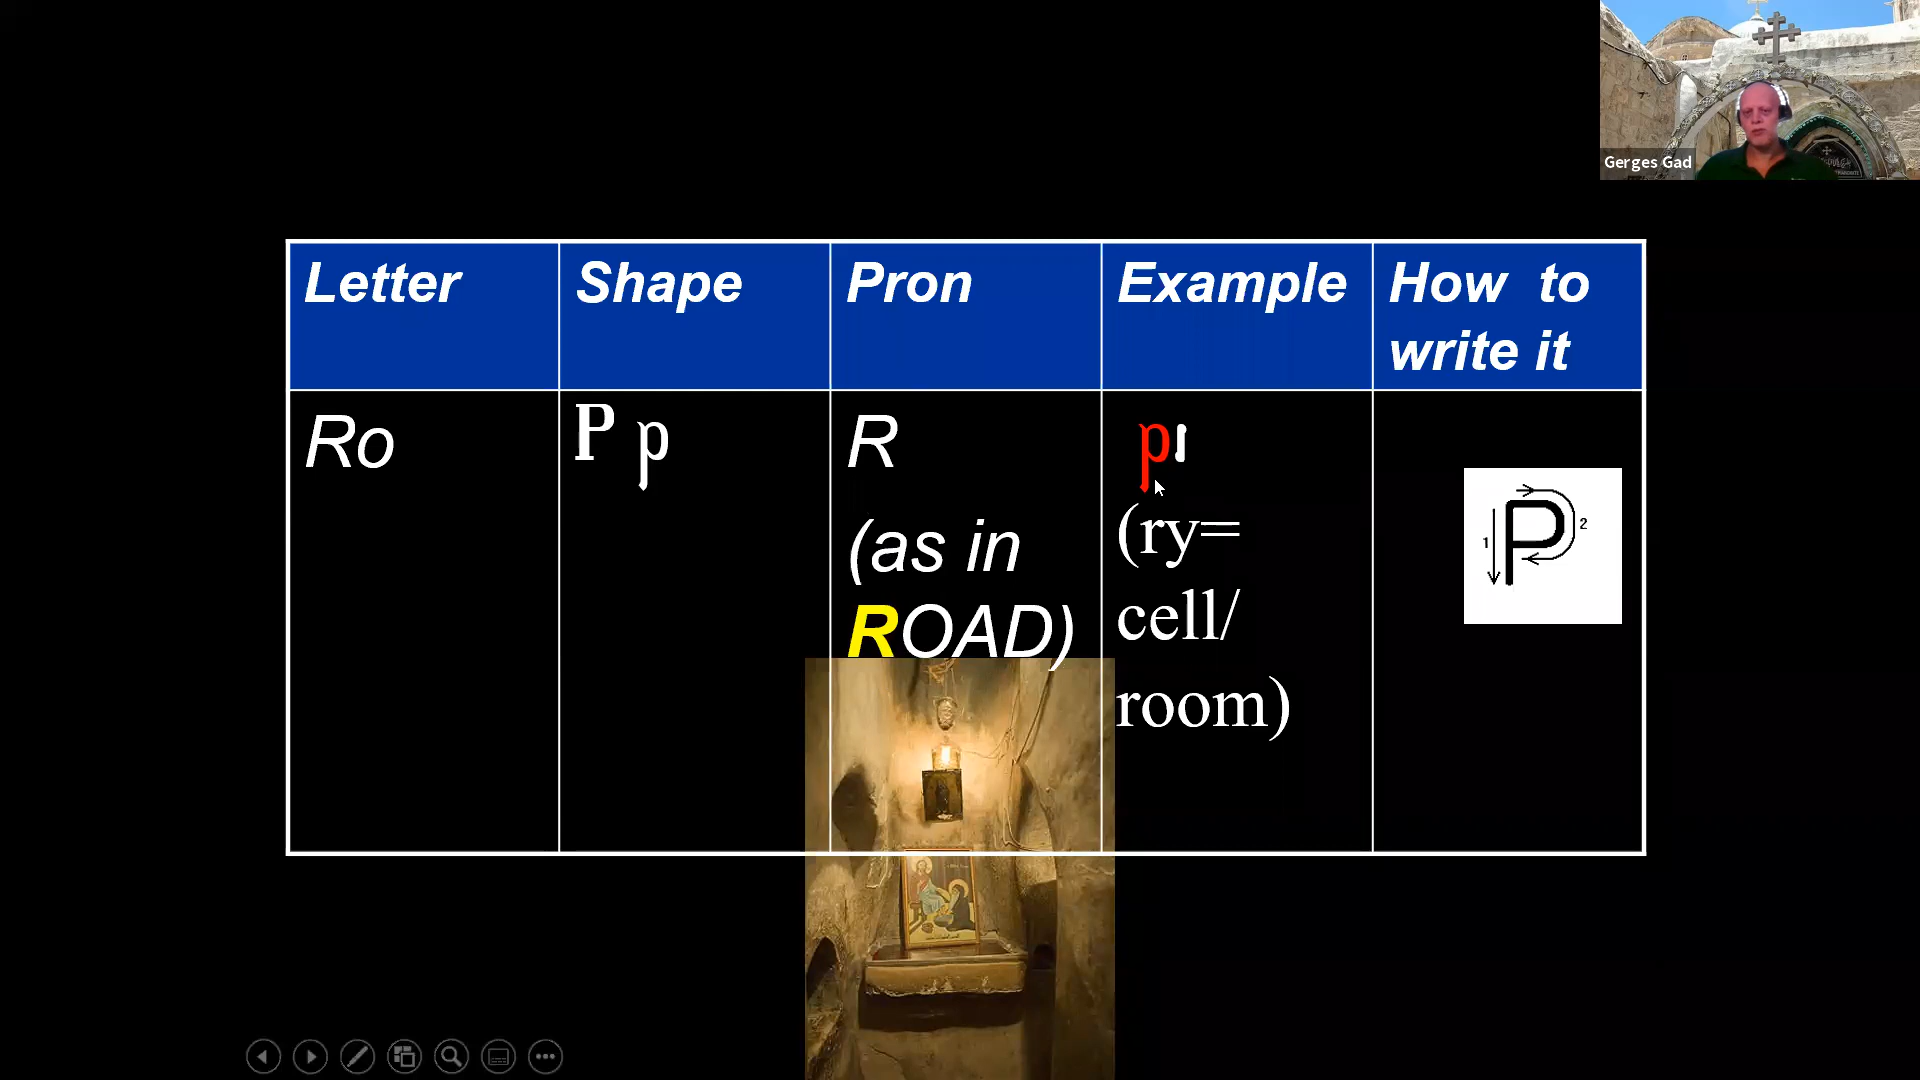 Gerges Gad
Letter
Shape
Pron
Example
How to
write it
Ro
Ⲣ ⲣ
R
(as in
ROAD)
ⲣⲓ
(ry=
cell/
room)
1
2
P